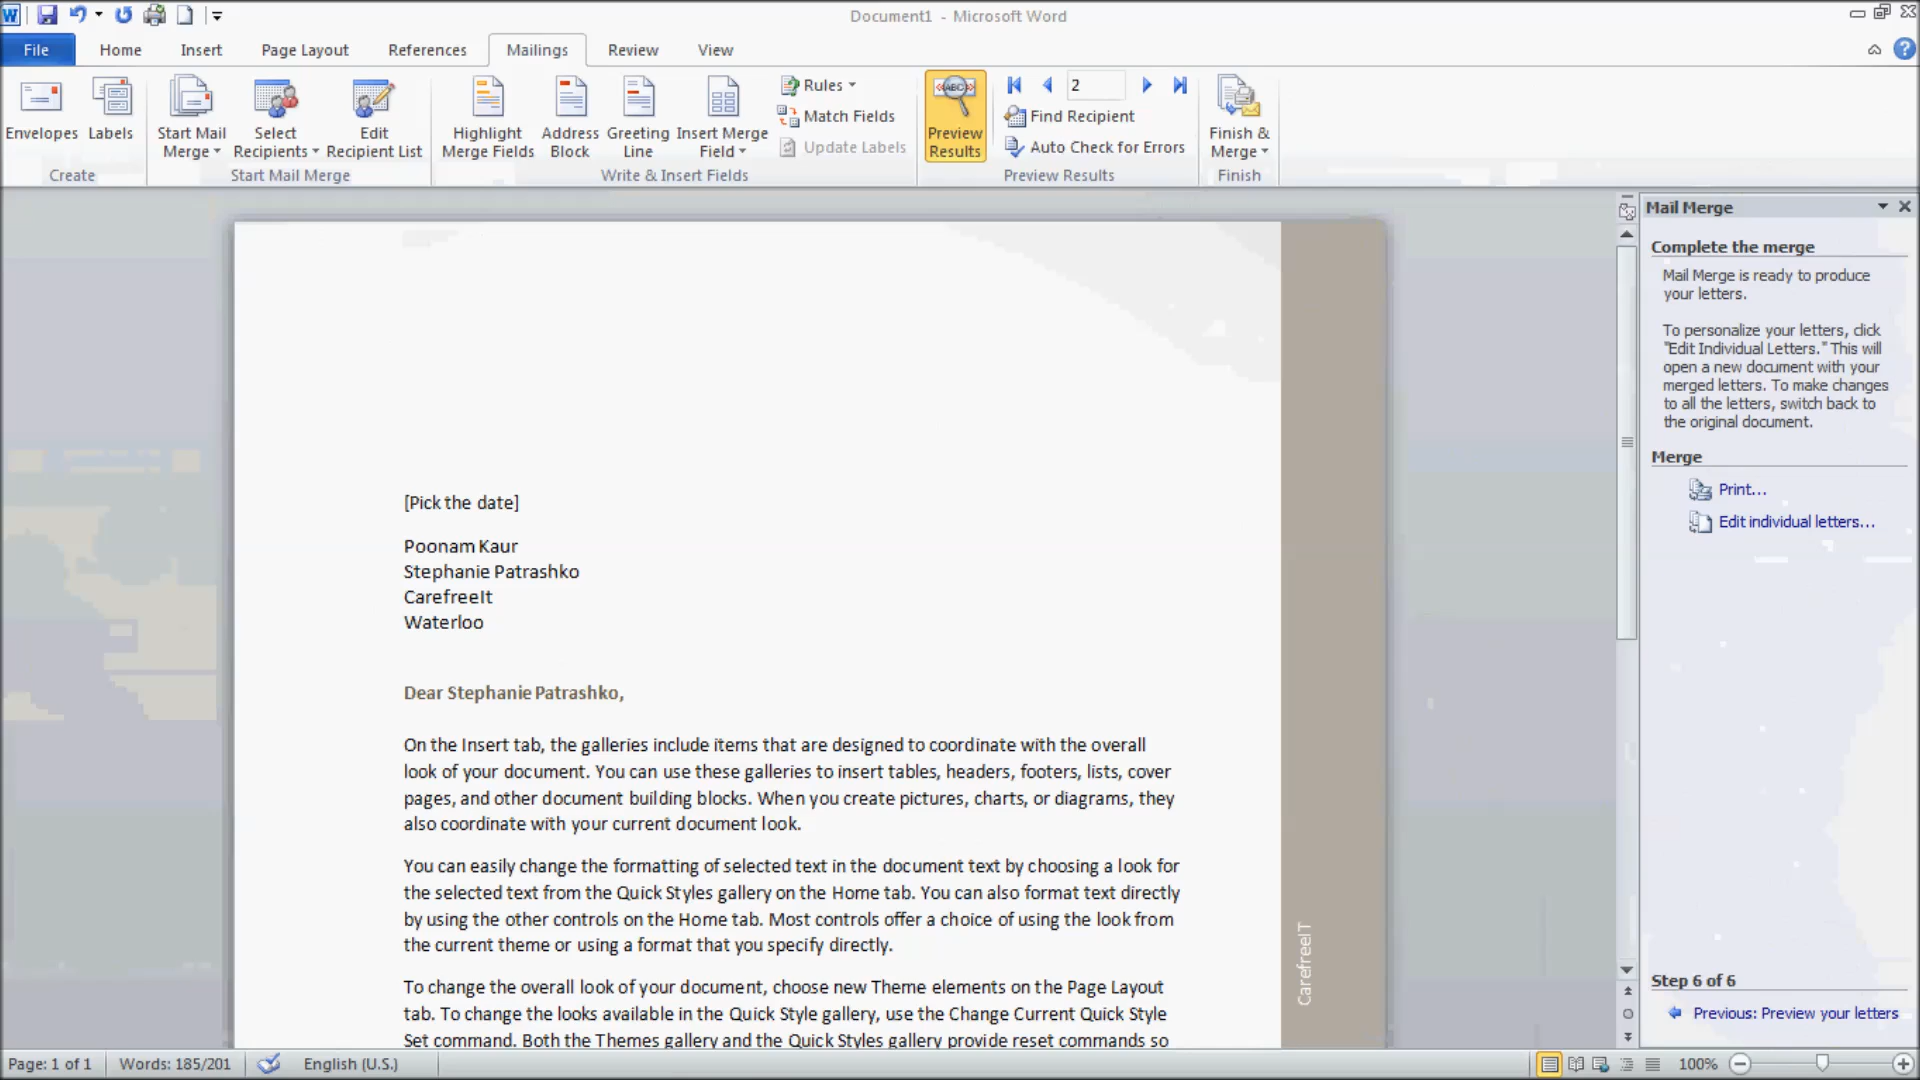 Document1 - Microsoft Word
File Home Insert Page Layout References Mailings Review View
Envelopes
Labels
Create
Start Mail
Merge
Select
Recipients
Edit
Recipient List
Start Mail Merge
Highlight
Merge Fields
Address
Block
Greeting
Line
Insert Merge
Field
Rules
Match Fields
Update Labels
Write & Insert Fields
ABC
Preview
Results
2
Find Recipient
Auto Check for Errors
Preview Results
Finish &
Merge
Finish
[Pick the date]
Poonam Kaur
Stephanie Patrashko
CarefreeIt
Waterloo
Dear Stephanie Patrashko,
On the Insert tab, the galleries include items that are designed to coordinate with the overall
look of your document. You can use these galleries to insert tables, headers, footers, lists, cover
pages, and other document building blocks. When you create pictures, charts, or diagrams, they
also coordinate with your current document look.
You can easily change the formatting of selected text in the document text by choosing a look for
the selected text from the Quick Styles gallery on the Home tab. You can also format text directly
by using the other controls on the Home tab. Most controls offer a choice of using the look from
the current theme or using a format that you specify directly.
To change the overall look of your document, choose new Theme elements on the Page Layout
tab. To change the looks available in the Quick Style gallery, use the Change Current Quick Style
Set command. Both the Themes gallery and the Quick Styles gallery provide reset commands so
CarefreeIT
Mail Merge
Complete the merge
Mail Merge is ready to produce
your letters.
To personalize your letters, click
"Edit Individual Letters." This will
open a new document with your
merged letters. To make changes
to all the letters, switch back to
the original document.
Merge
Print...
Edit individual letters...
Step 6 of 6
Previous: Preview your letters
Page: 1 of 1
Words: 185/201
English (U.S.)
100%